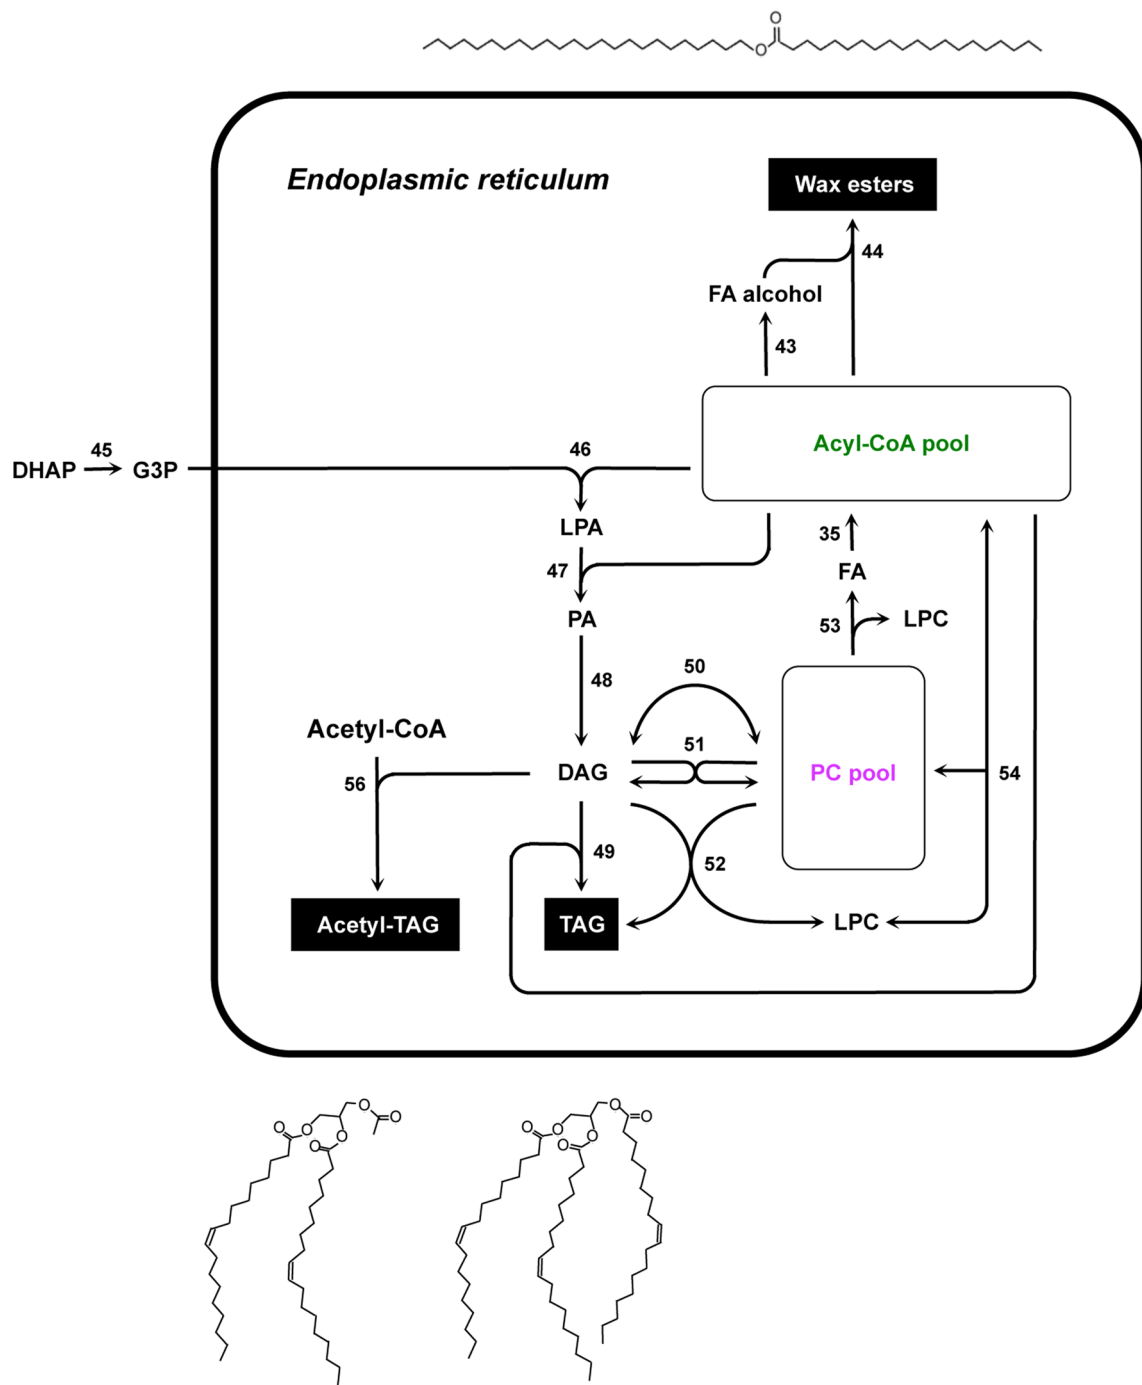 O
O
Endoplasmic reticulum
Wax esters
44
FA alcohol
43
Acyl-CoA pool
45
46
DHAP
G3P
LPA
35
47
FA
PA
53
LPC
48
50
Acetyl-CoA
51
56
DAG
PC pool
54
49
52
Acetyl-TAG
TAG
LPC
O
O
O
O
O
O
O
O
O
O
O
O